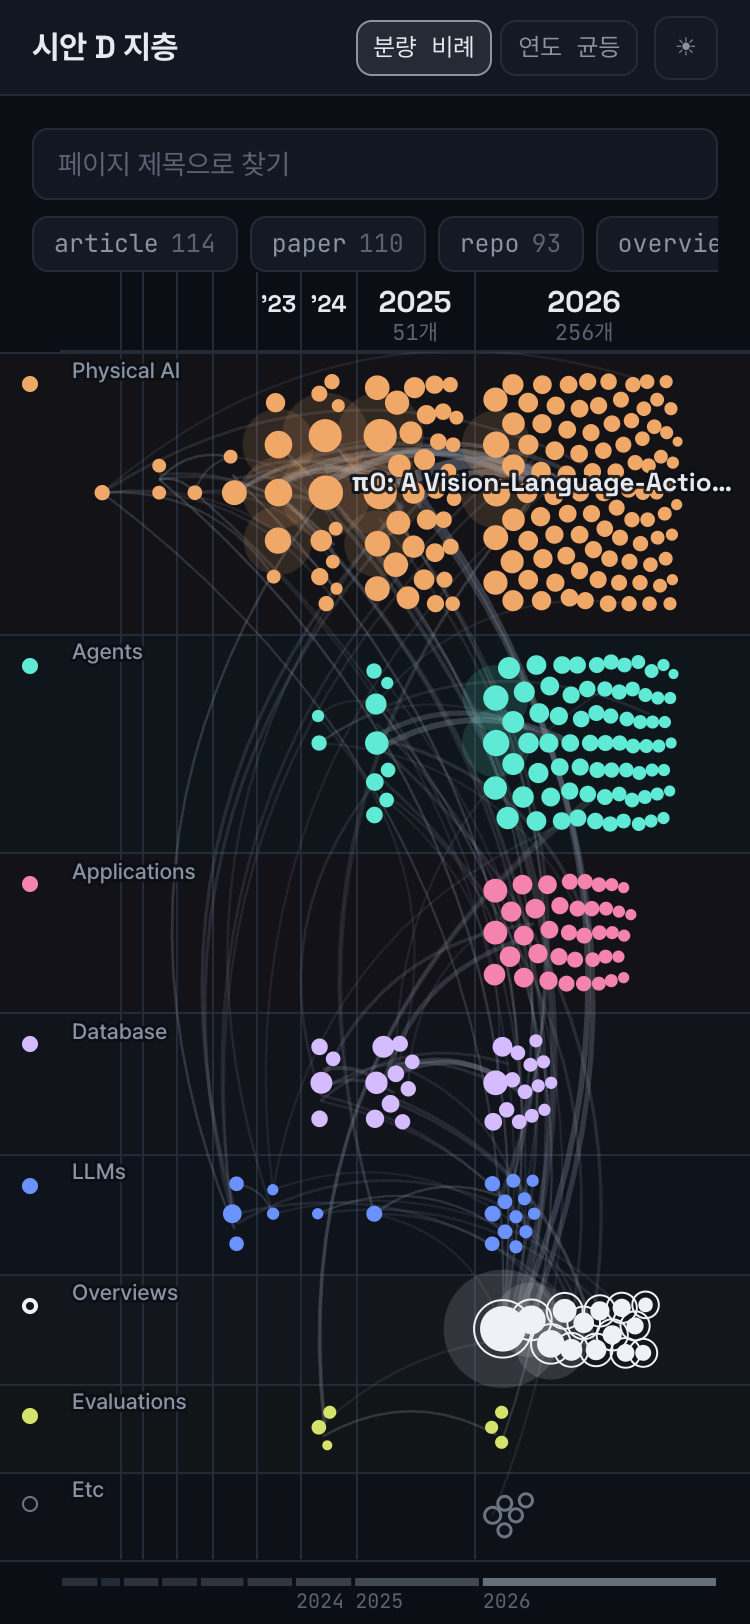 시안 D 지층
분량 비례
연도 균등
페이지 제목으로 찾기
article 114
paper 110
repo 93
overvie
’23 ’24 2025 2026
51개 256개
Physical AI
π0: A Vision-Language-Actio…
Agents
Applications
Database
LLMs
Overviews
Evaluations
Etc
2024 2025 2026